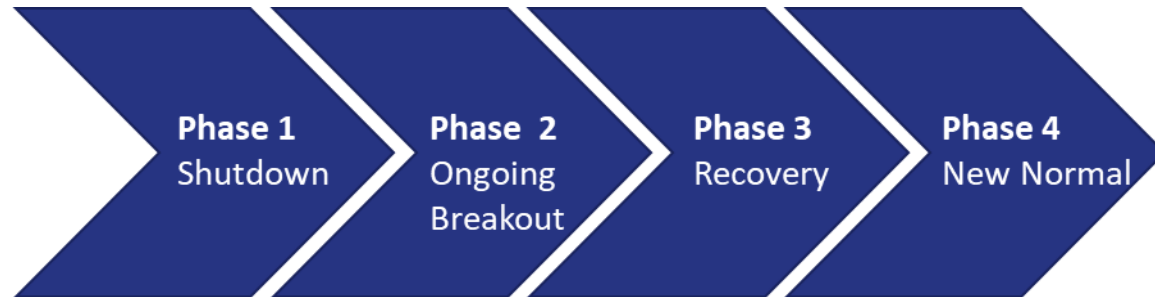 Phase 1
Shutdown
Phase  2
Ongoing
Breakout
Phase 3
Recovery
Phase 4
New Normal